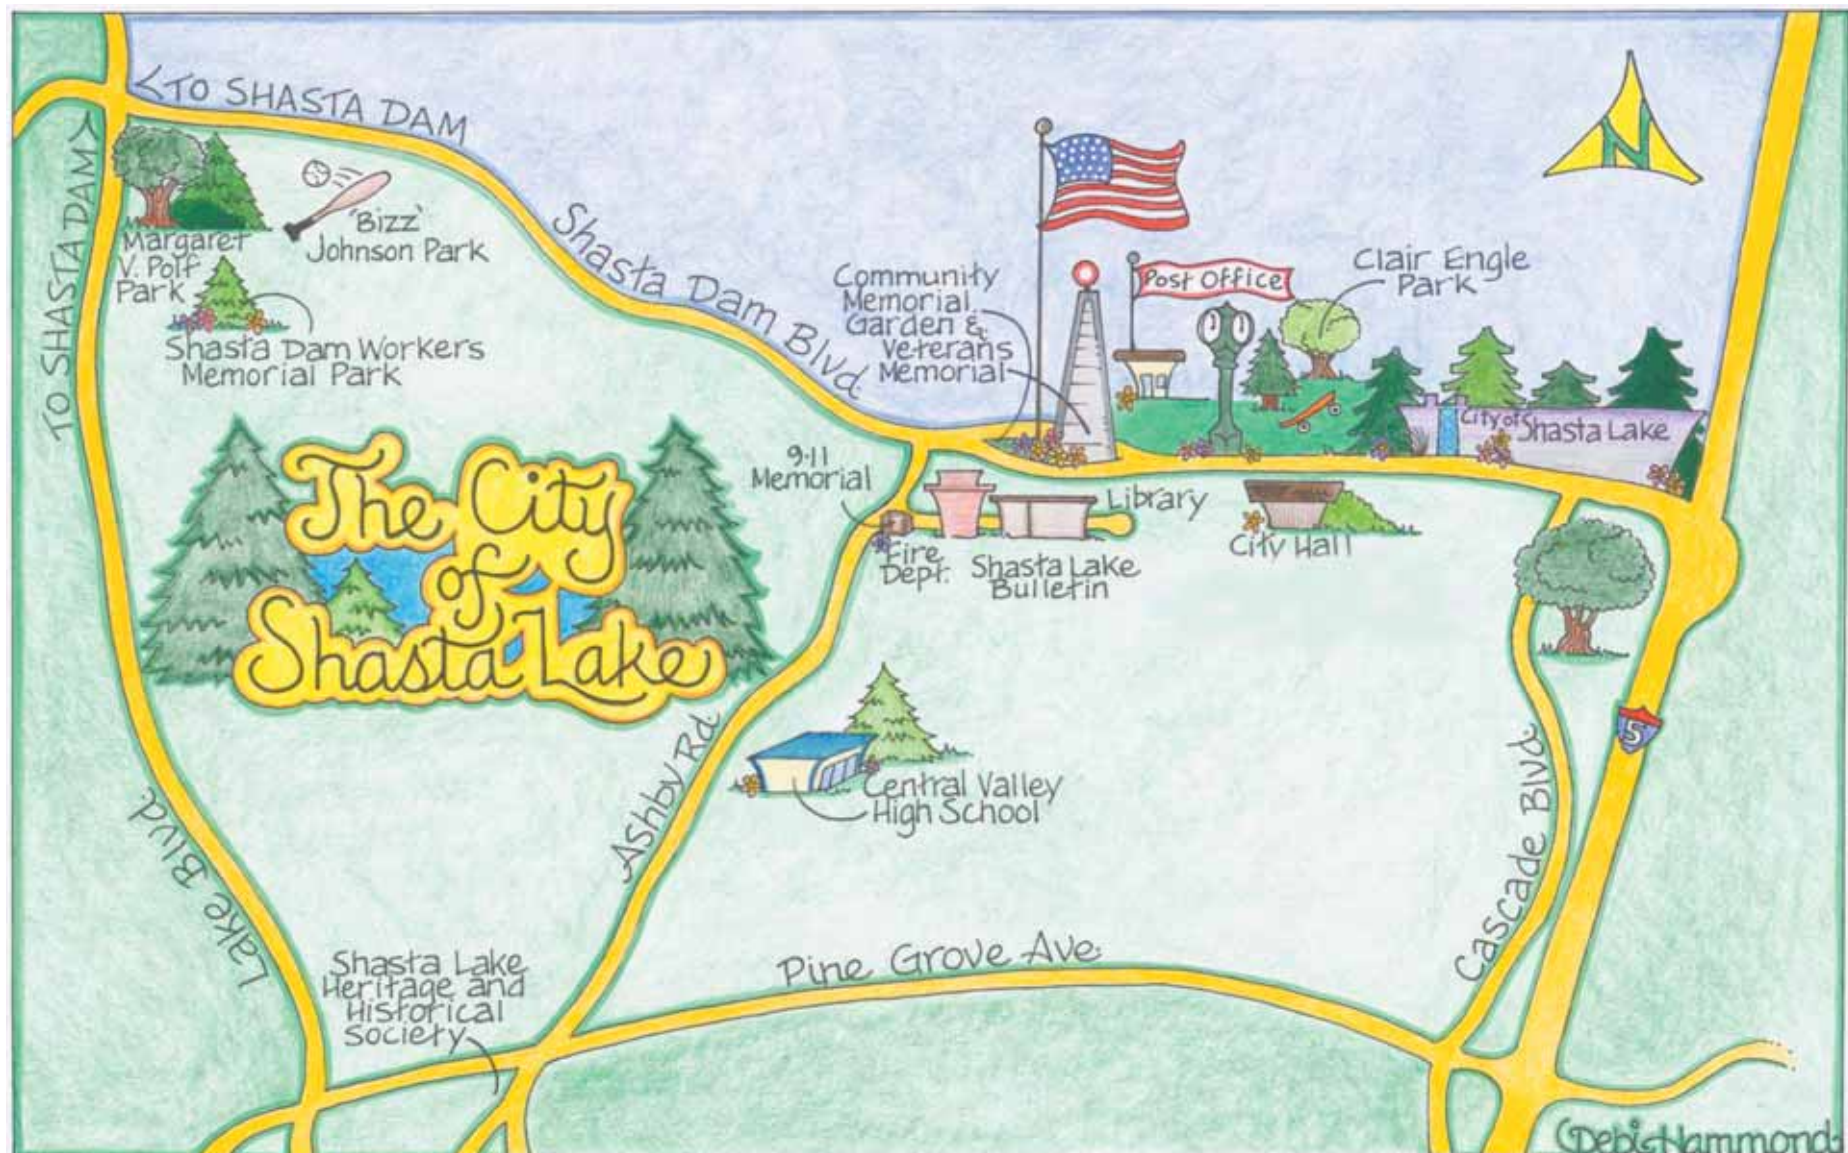 <TO SHASTA DAM
TO SHASTA DAM>
N
Margaret
V. Polf
Park
'Bizz'
Johnson Park
Shasta Dam Workers
Memorial Park
Shasta Dam Blvd.
Community
Memorial
Garden &
Veterans
Memorial
Post Office
Clair Engle
Park
City of
Shasta Lake
9-11
Memorial
Fire
Dept.
Shasta Lake
Bulletin
Library
City Hall
The City
of
Shasta Lake
Central Valley
High School
Ashby Rd.
Lake Blvd.
Cascade Blvd.
5
Pine Grove Ave.
Shasta Lake
Heritage and
Historical
Society
©Debi Hammond